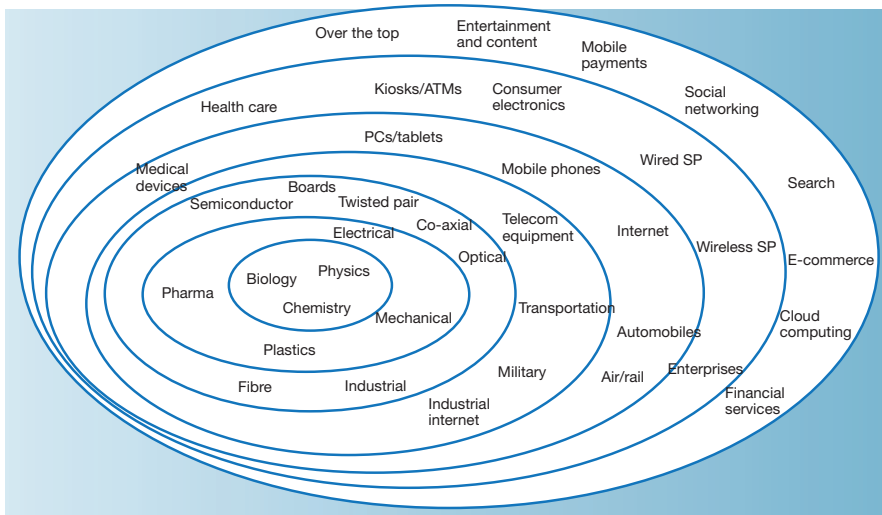 Over the top
Entertainment
and content
Mobile
payments
Social
networking
Kiosks/ATMs
Consumer
electronics
Health care
PCs/tablets
Wired SP
Mobile phones
Search
Medical
devices
Boards
Semiconductor
Twisted pair
Co-axial
Telecom
equipment
Internet
Electrical
Wireless SP
Optical
E-commerce
Physics
Biology
Pharma
Chemistry
Mechanical
Transportation
Cloud
computing
Automobiles
Plastics
Enterprises
Military
Air/rail
Fibre
Industrial
Financial
services
Industrial
internet